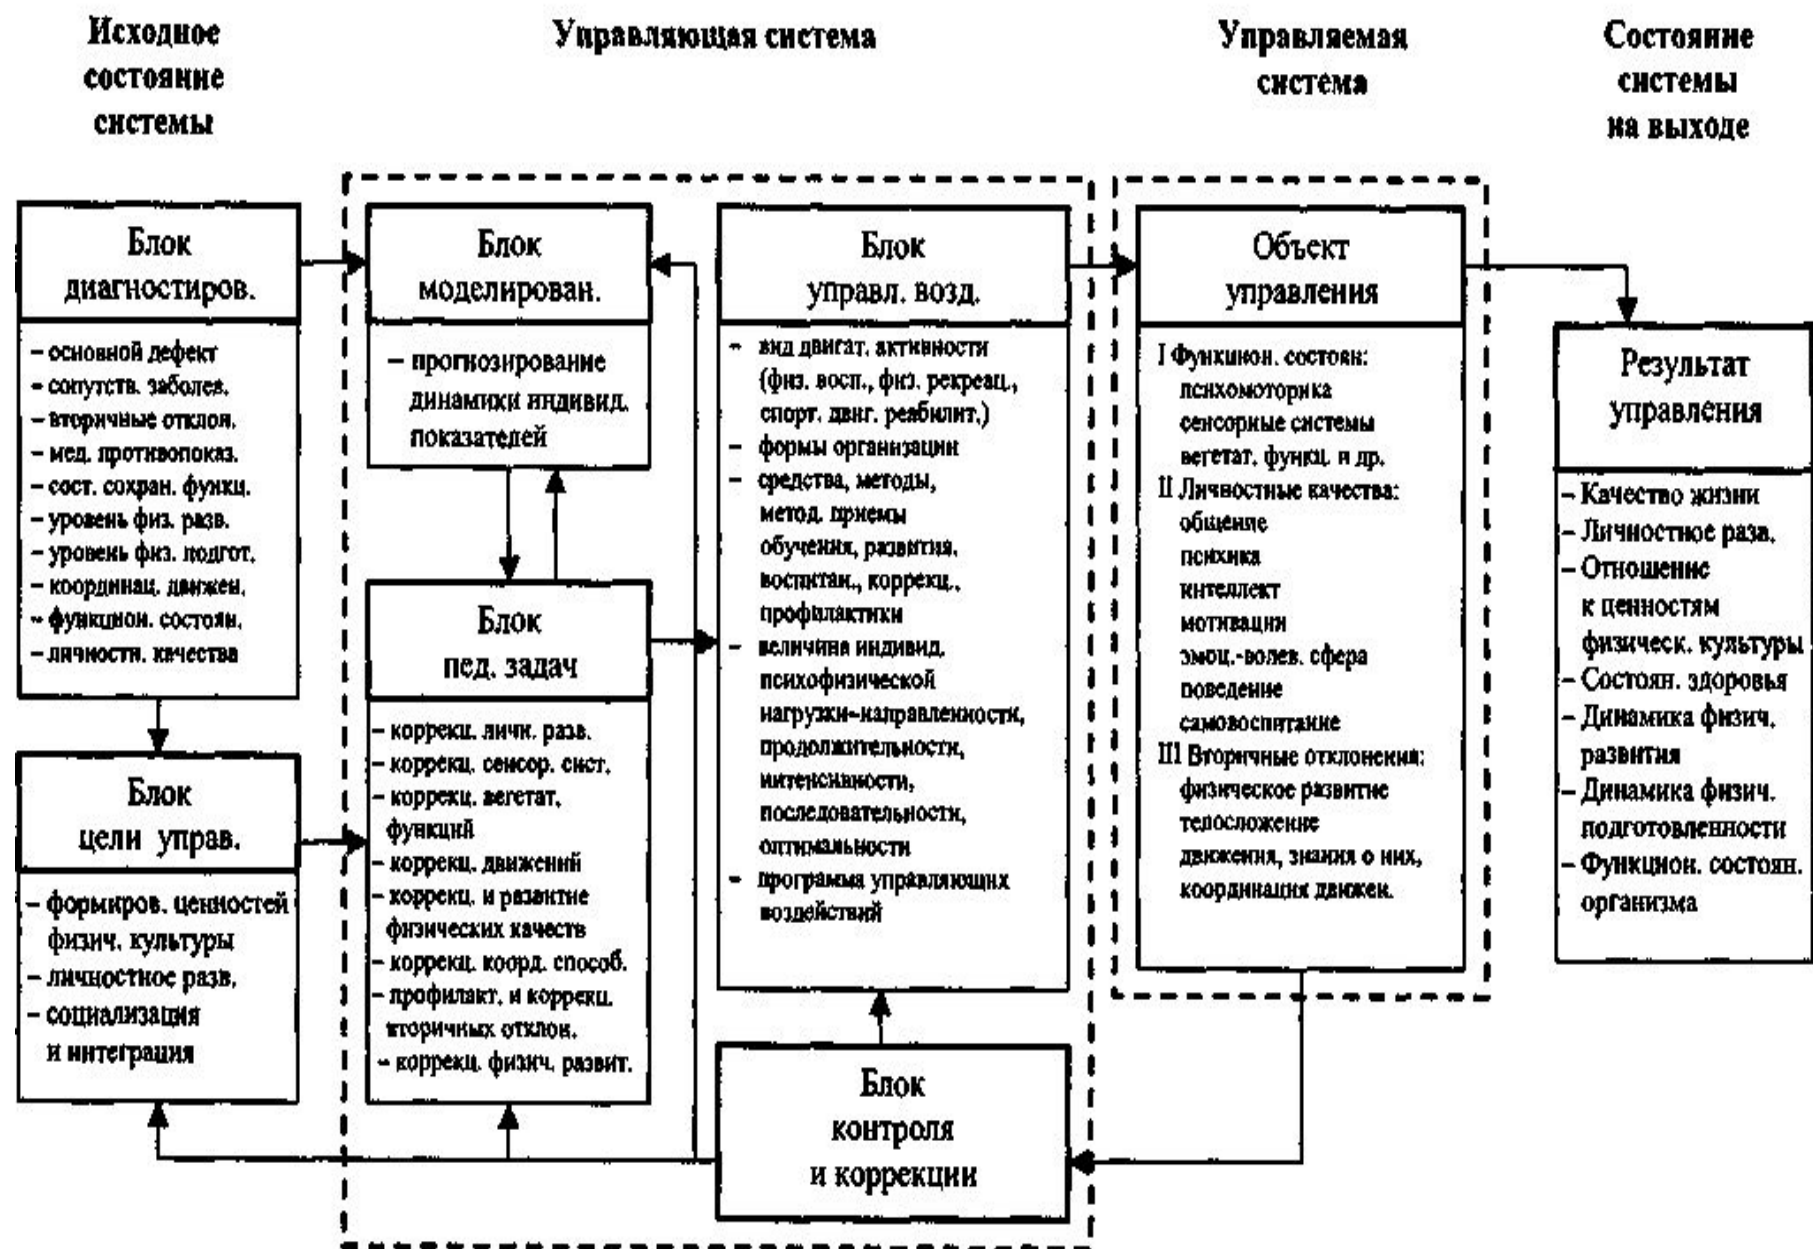 Исходное
состояние
системы
Управляющая система
Управляемая
система
Состояние
системы
на выходе
Блок
диагностиров.
– основной дефект
– сопутств. заболев.
– вторичные отклон.
– мед. противопоказ.
– сост. сохран. функц.
– уровень физ. разв.
– уровень физ. подгот.
– координац. движен.
– функцион. состоян.
– личностн. качества
Блок
цели управ.
– формиров. ценностей
физич. культуры
– личностное разв.
– социализация
и интеграция
Блок
моделирован.
– прогнозирование
динамики индивид.
показателей
Блок
пед. задач
– коррекц. личн. разв.
– коррекц. сенсор. сист.
– коррекц. вегетат.
функций
– коррекц. движений
– коррекц. и развитие
физических качеств
– коррекц. коорд. способ.
– профилакт. и коррекц.
вторичных отклон.
– коррекц. физич. развит.
Блок
управл. возд.
– вид двигат. активности
(физ. восп., физ. рекреац.,
спорт. двиг. реабилит.)
– формы организации
– средства, методы,
метод. приемы
обучения, развития,
воспитан., коррекц.,
профилактики
– величина индивид.
психофизической
нагрузки–направленности,
продолжительности,
интенсивности,
последовательности,
оптимальности
– программа управляющих
воздействий
Блок
контроля
и коррекции
Объект
управления
I Функцион. состоян:
психомоторика
сенсорные системы
вегетат. функц. и др.
II Личностные качества:
общение
психика
интеллект
мотивации
эмоц.-волев. сфера
поведение
самовоспитание
III Вторичные отклонения:
физическое развитие
телосложение
движения, знания о них,
координация движен.
Результат
управления
– Качество жизни
– Личностное разв.
– Отношение
к ценностям
физическ. культуры
– Состоян. здоровья
– Динамика физич.
развития
– Динамика физич.
подготовленности
– Функцион. состоян.
организма